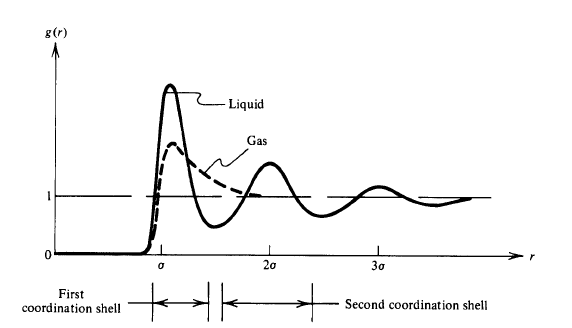 g(r)
Liquid
Gas
1
0
σ
2σ
3σ
r
First
coordination shell
Second coordination shell